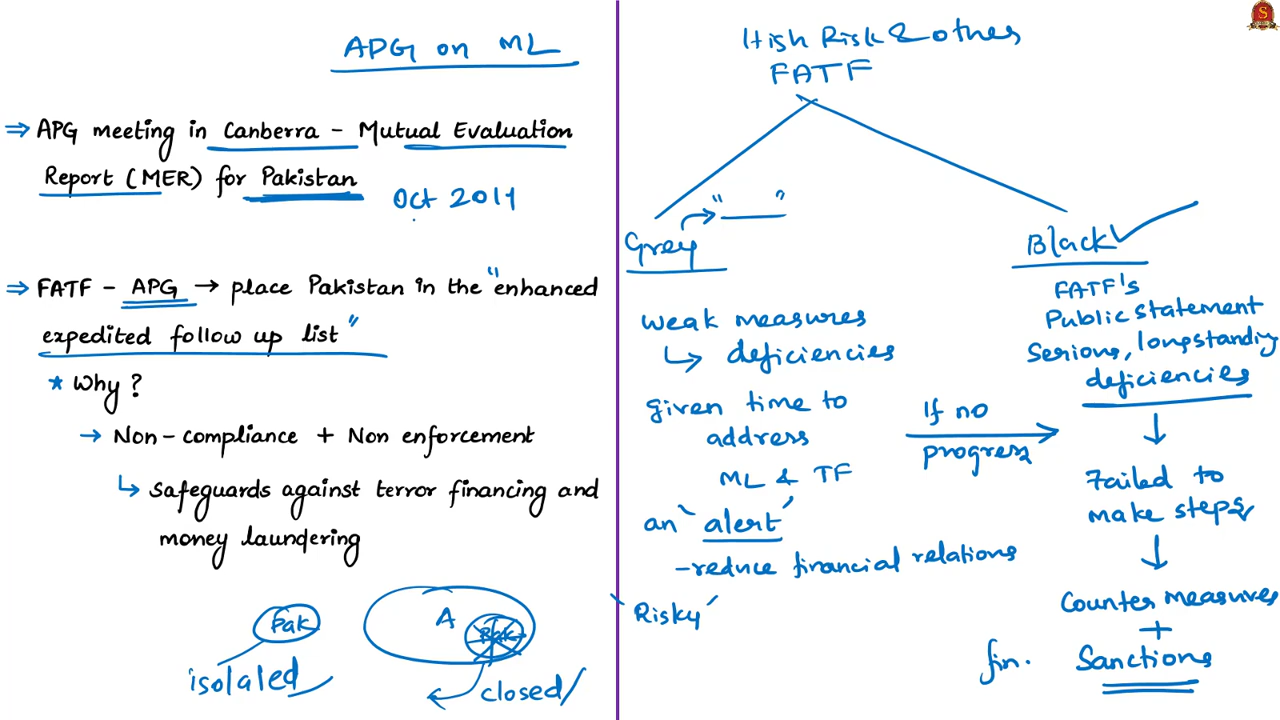 APG on ML
⇒ APG meeting in Canberra - Mutual Evaluation
Report (MER) for Pakistan
Oct 2019
⇒ FATF - APG → place Pakistan in the "enhanced
expedited follow up list"
* Why?
→ Non-compliance + Non enforcement
↳ safeguards against terror financing and
money laundering
Pak
isolated
A
Pak
closed/
High Risk & other
FATF
Grey → "____"
weak measures
↳ deficiencies
given time to
address
ML & TF
an 'alert'
-reduce financial relations
'Risky'
If no
progress
Black ✓
FATF's
Public statement
Serious, longstanding
deficiencies
↓
Failed to
make steps
↓
Counter measures
+
fin. Sanctions
S